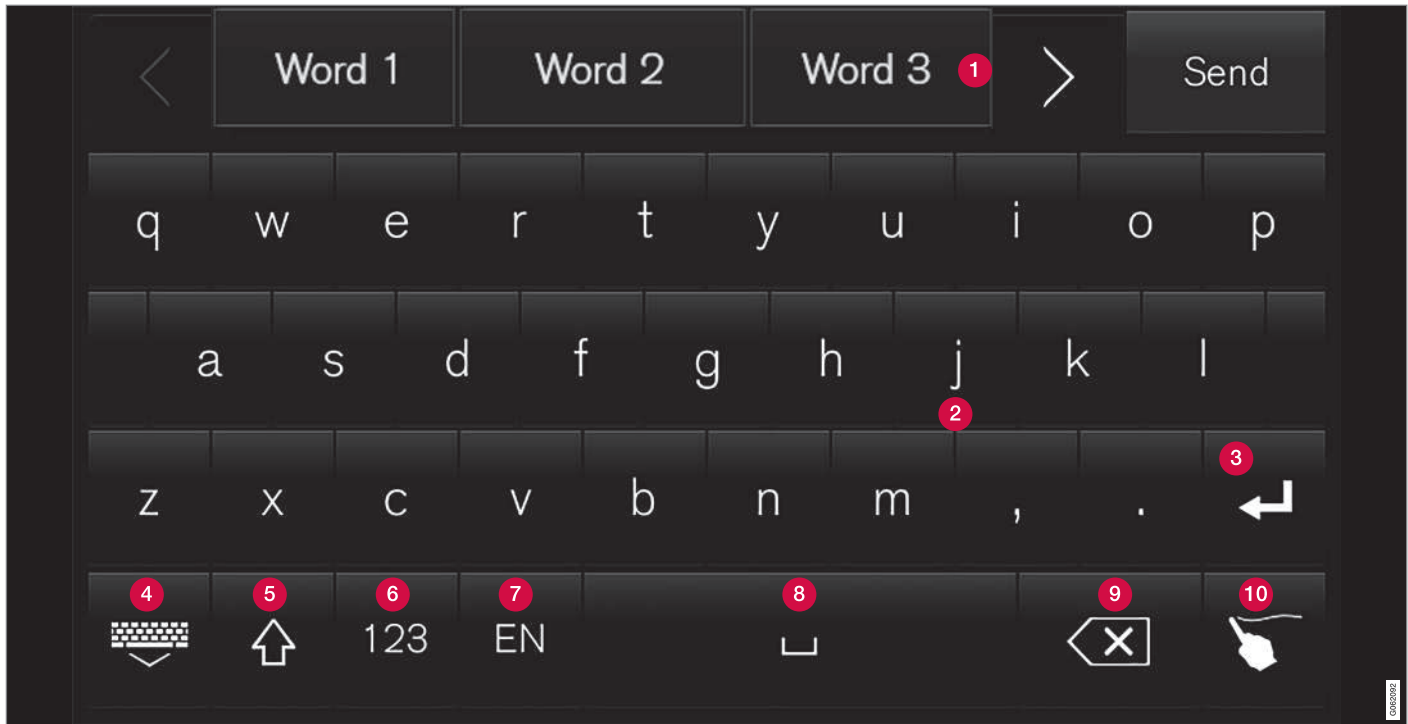 Word 1 Word 2 Word 3 1 Send
q w e r t y u i o p
a s d f g h j k l
2
3
z x c v b n m , .
4 5 6 7 8 9 10
123 EN
G062092